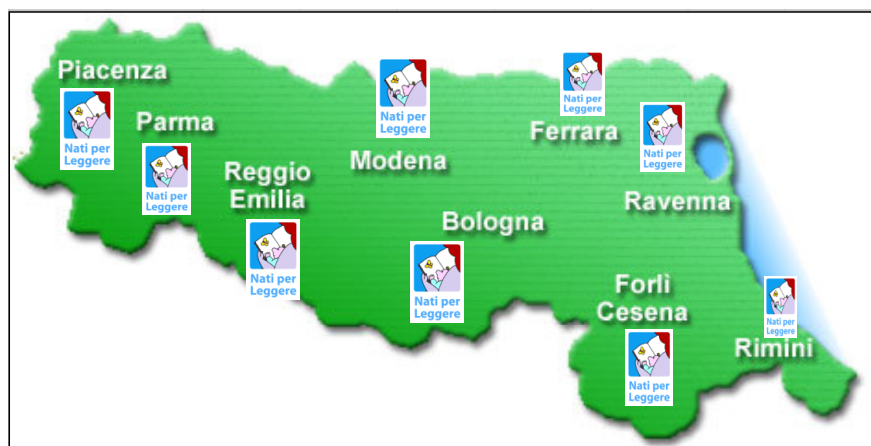 Piacenza
Nati per
Leggere
Parma
Nati per
Leggere
Reggio
Emilia
Nati per
Leggere
Nati per
Leggere
Modena
Bologna
Nati per
Leggere
Nati per
Leggere
Ferrara
Nati per
Leggere
Ravenna
Forlì
Cesena
Nati per
Leggere
Nati per
Leggere
Rimini